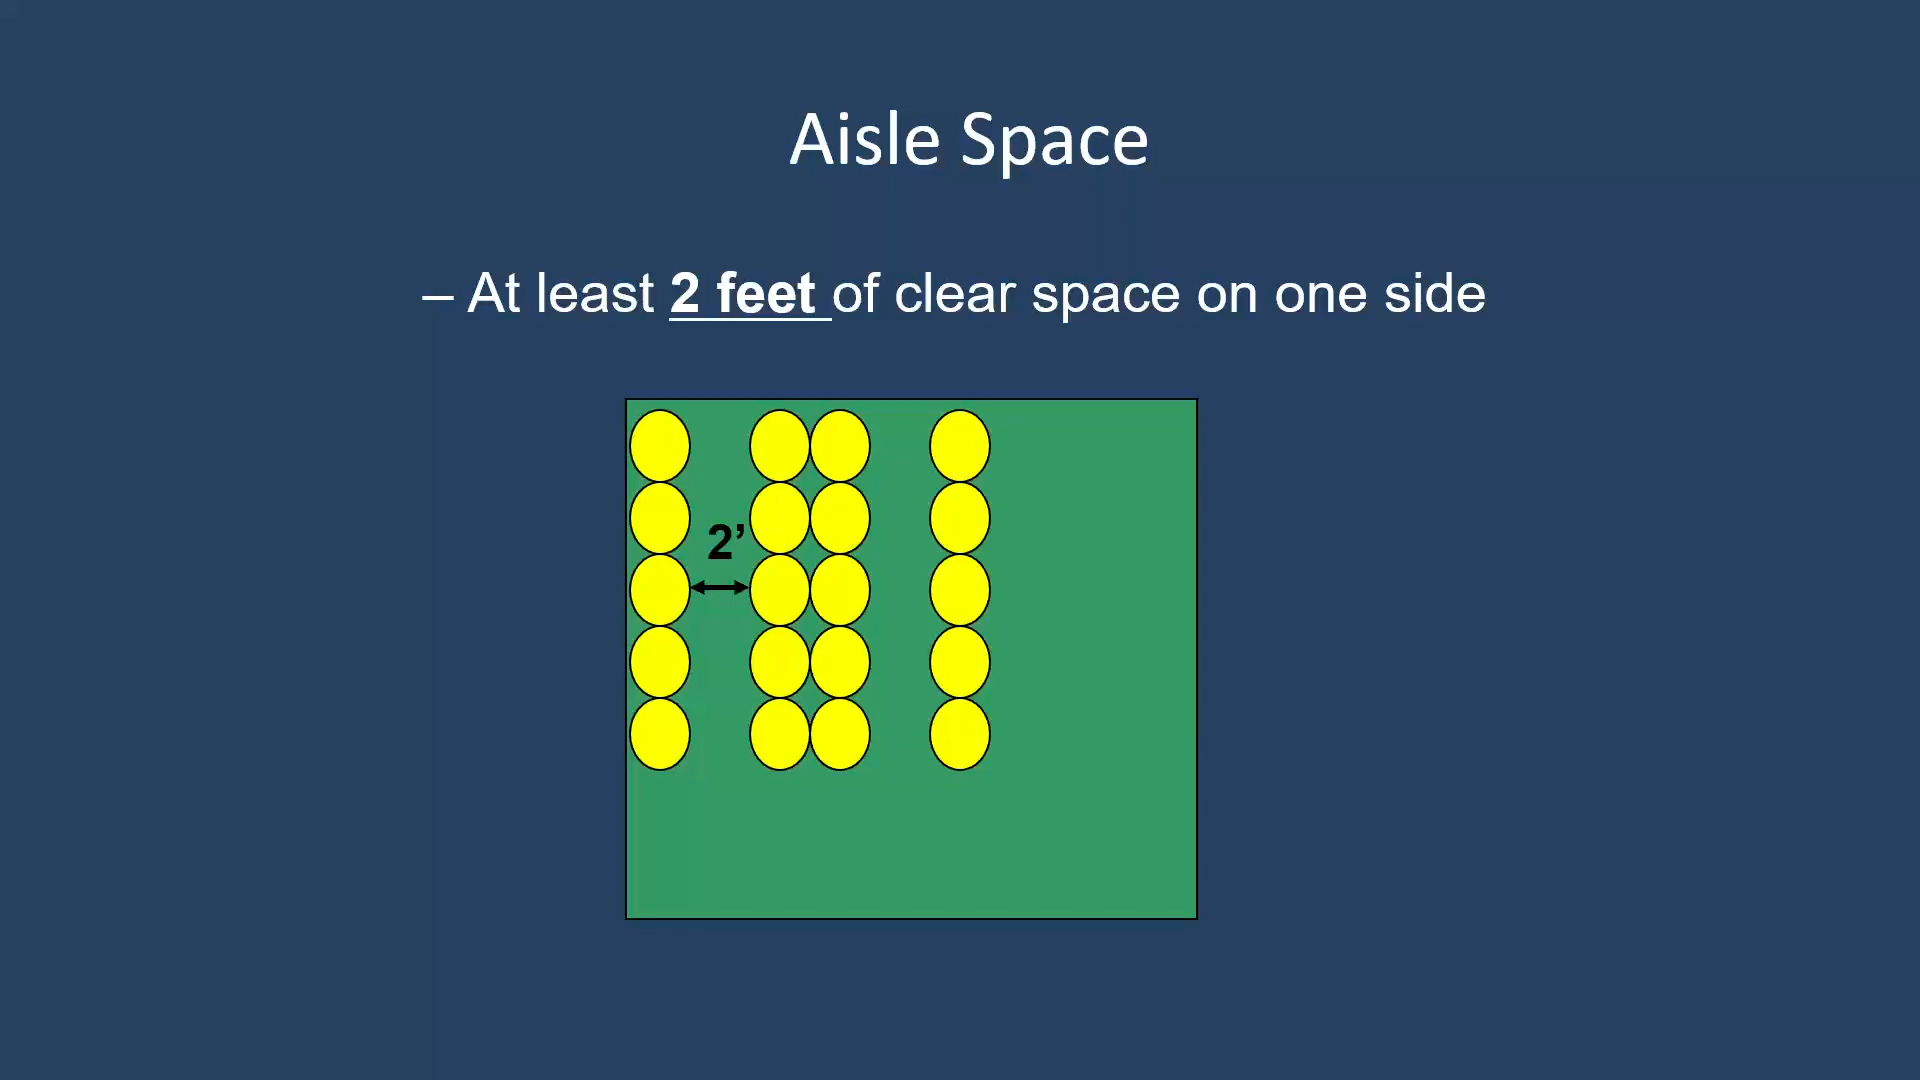 Aisle Space
– At least 2 feet of clear space on one side
2’